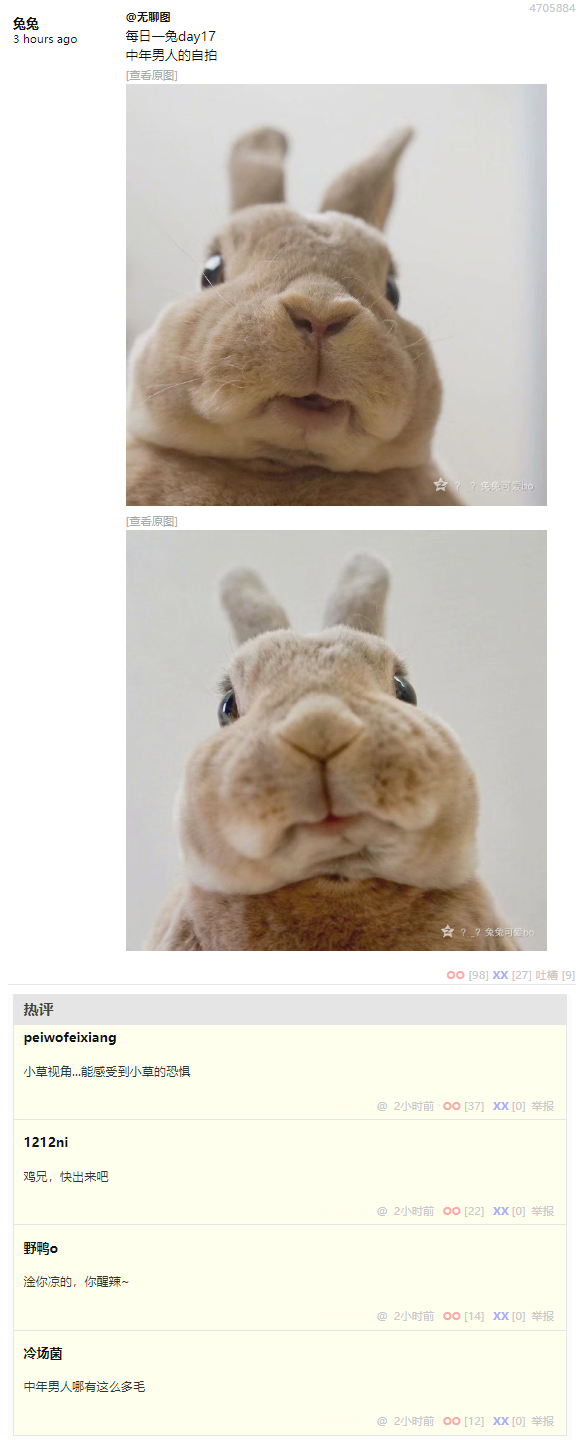 4705884
兔兔
3 hours ago
@无聊图
每日一兔day17
中年男人的自拍
[查看原图]
? _ ? 兔兔可爱bo
[查看原图]
? _? 兔兔可爱bo
OO [98] XX [27] 吐槽 [9]
热评
peiwofeixiang
小草视角...能感受到小草的恐惧
@ 2小时前 OO [37] XX [0] 举报
1212ni
鸡兄，快出来吧
@ 2小时前 OO [22] XX [0] 举报
野鸭o
淦你凉的，你醒辣~
@ 2小时前 OO [14] XX [0] 举报
冷场菌
中年男人哪有这么多毛
@ 2小时前 OO [12] XX [0] 举报